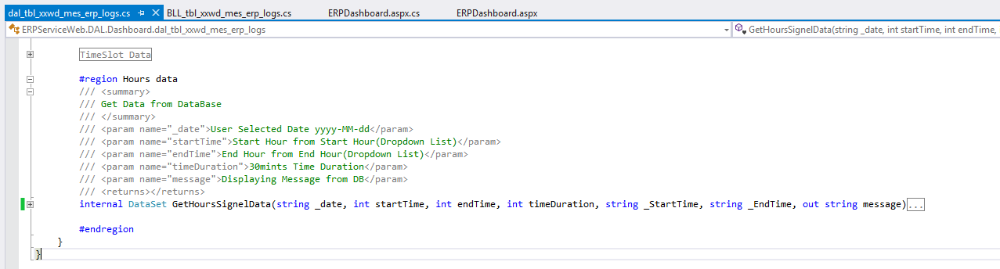 dal_tbl_xxwd_mes_erp_logs.cs BLL_tbl_xxwd_mes_erp_logs.cs ERPDashboard.aspx.cs ERPDashboard.aspx
ERPServiceWeb.DAL.Dashboard.dal_tbl_xxwd_mes_erp_logs GetHoursSignelData(string _date, int startTime, int endTime,
TimeSlot Data
#region Hours data
/// <summary>
/// Get Data from DataBase
/// </summary>
/// <param name="_date">User Selected Date yyyy-MM-dd</param>
/// <param name="startTime">Start Hour from Start Hour(Dropdown List)</param>
/// <param name="endTime">End Hour from End Hour(Dropdown List)</param>
/// <param name="timeDuration">30mints Time Duration</param>
/// <param name="message">Displaying Message from DB</param>
/// <returns></returns>
internal DataSet GetHoursSignelData(string _date, int startTime, int endTime, int timeDuration, string _StartTime, string _EndTime, out string message)...
#endregion
}
}